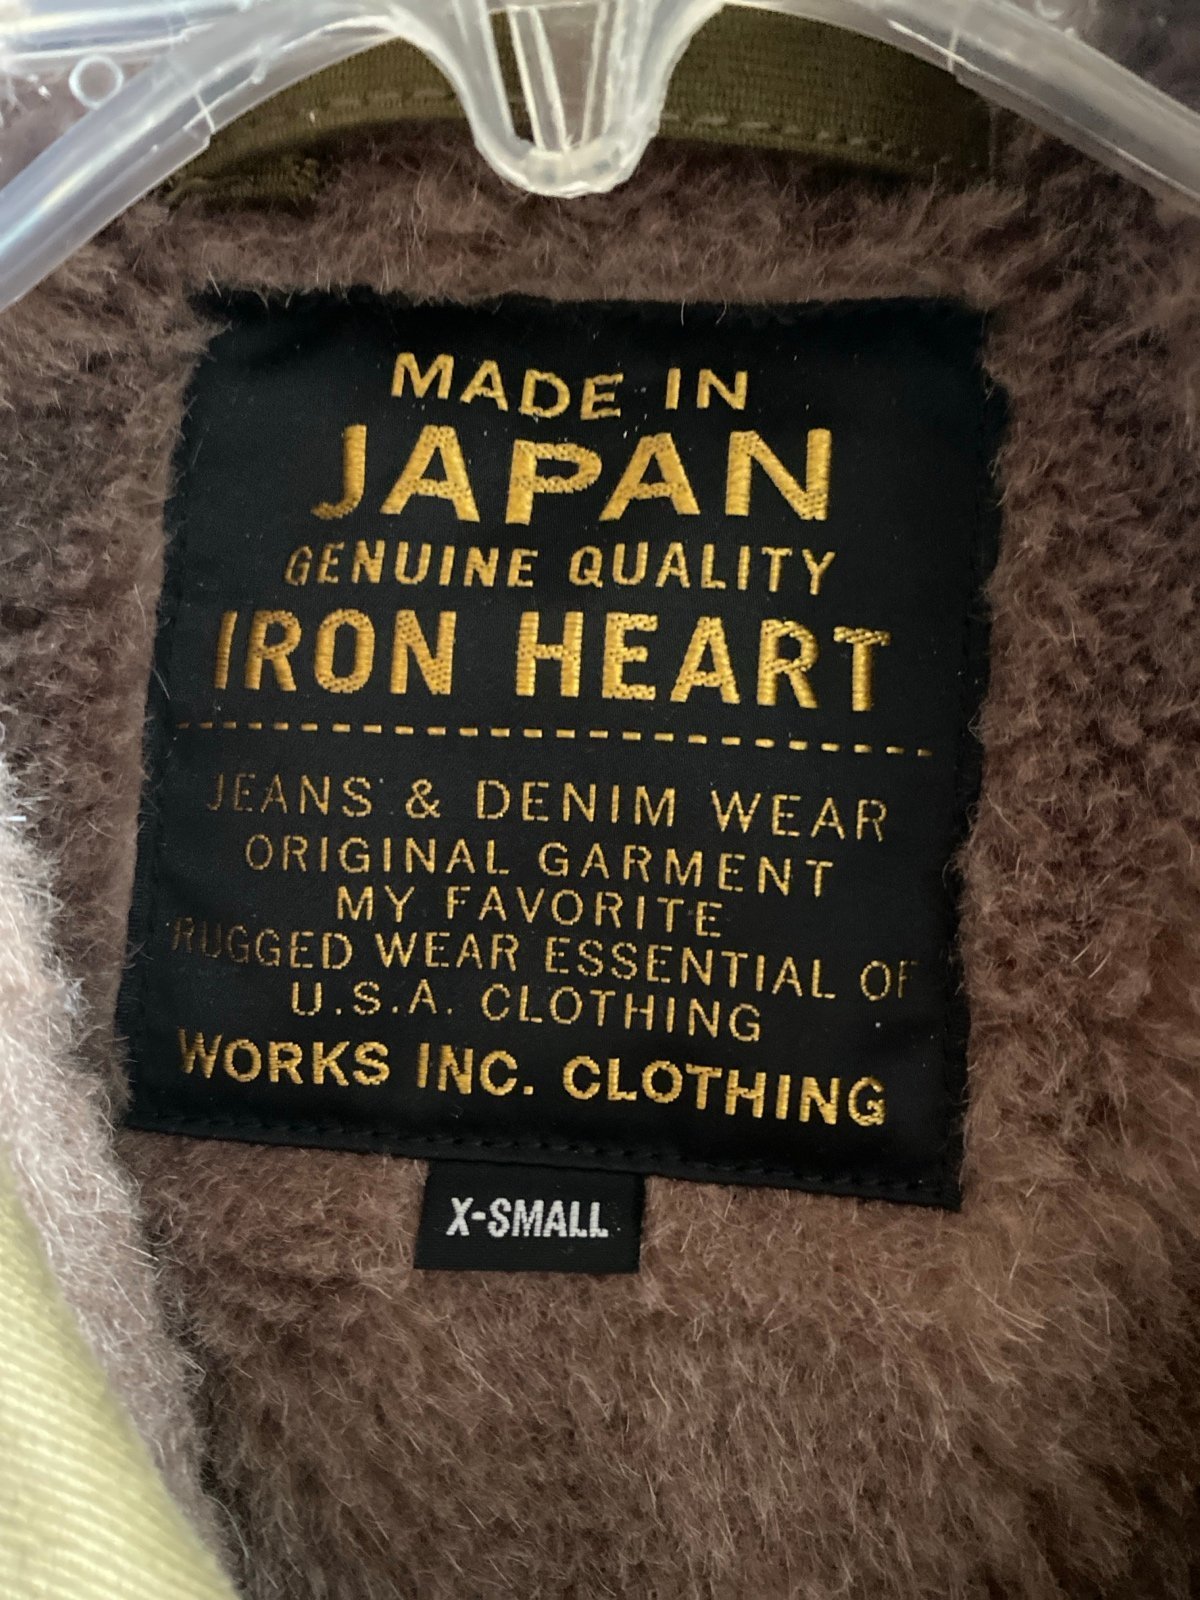 MADE IN
JAPAN
GENUINE QUALITY
IRON HEART
JEANS & DENIM WEAR
ORIGINAL GARMENT
MY FAVORITE
RUGGED WEAR ESSENTIAL OF
U.S.A. CLOTHING
WORKS INC. CLOTHING
X-SMALL